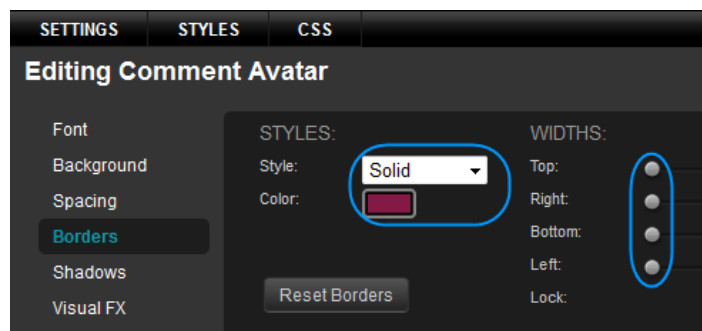 SETTINGS STYLES CSS
Editing Comment Avatar
Font
Background
Spacing
Borders
Shadows
Visual FX
STYLES:
Style: Solid
Color:
Reset Borders
WIDTHS:
Top:
Right:
Bottom:
Left:
Lock: